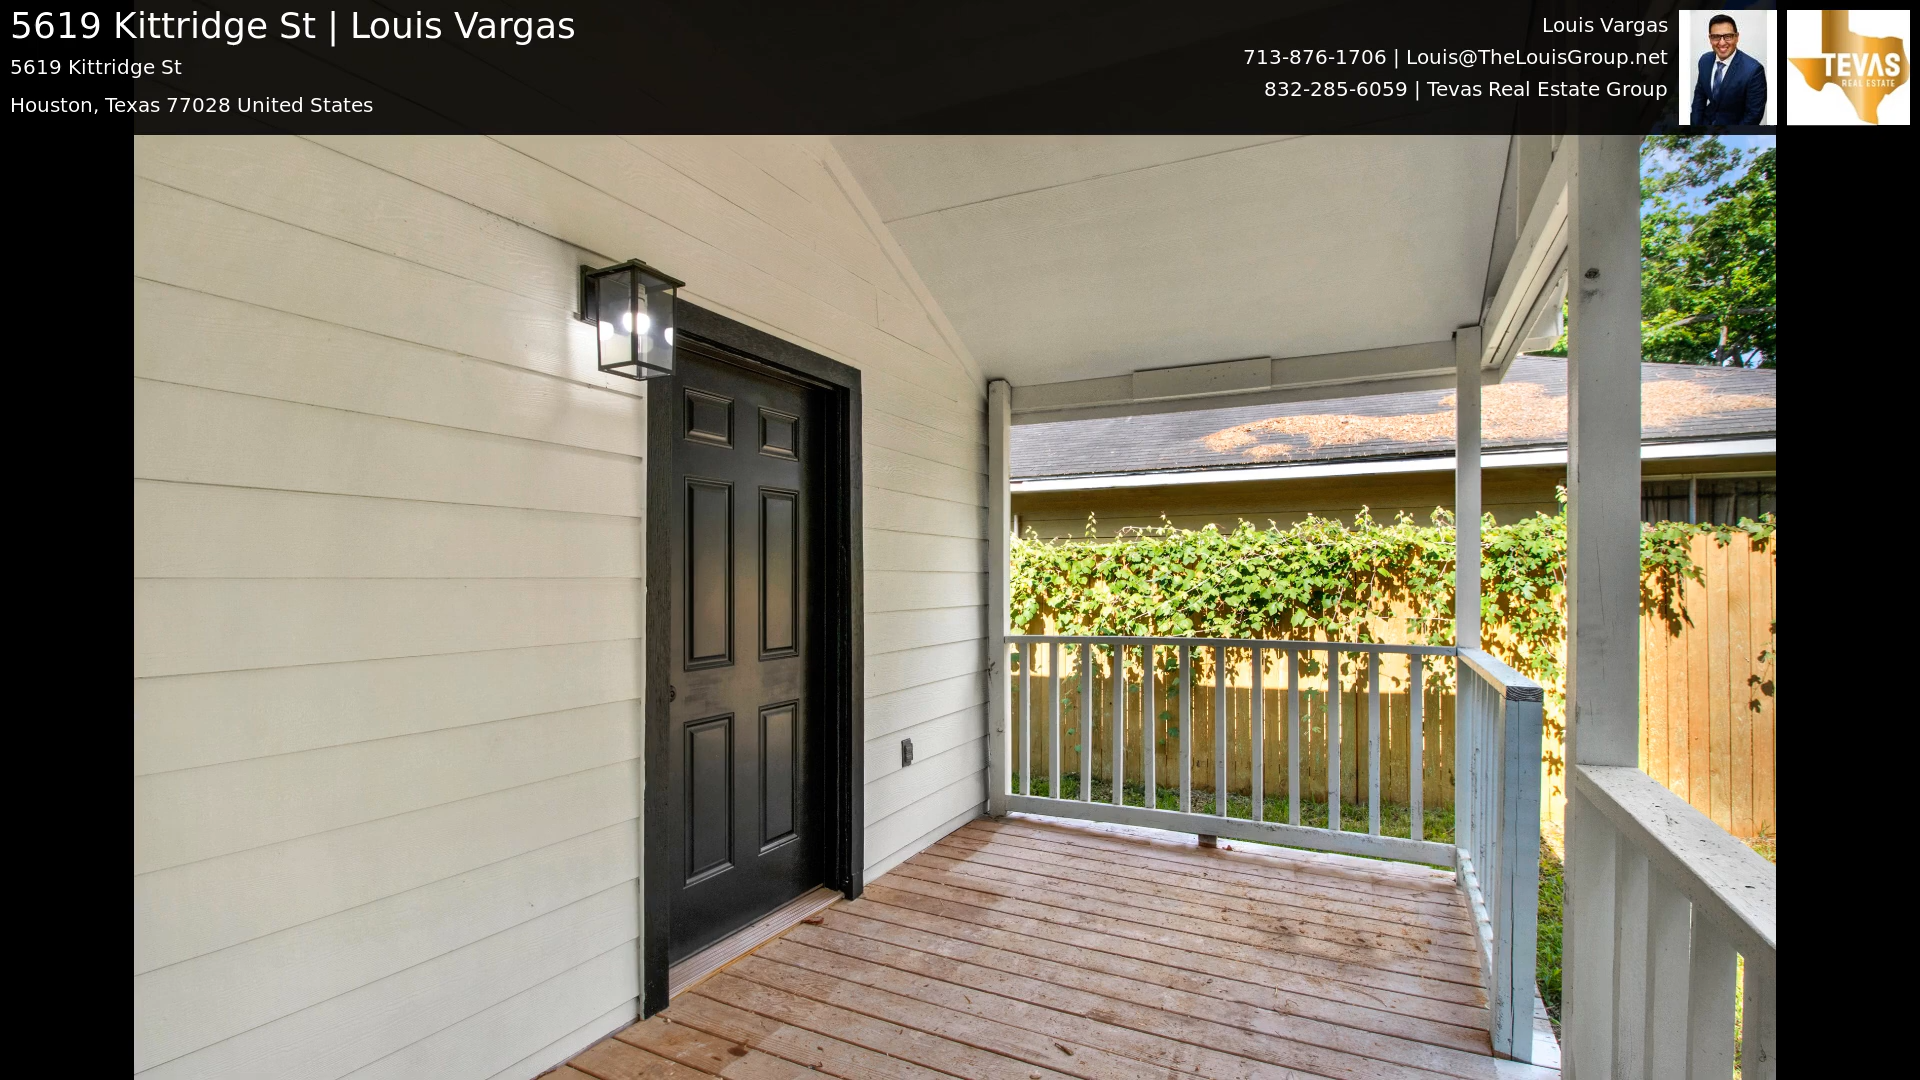 5619 Kittridge St | Louis Vargas
5619 Kittridge St
Houston, Texas 77028 United States
Louis Vargas
713-876-1706 | Louis@TheLouisGroup.net
832-285-6059 | Tevas Real Estate Group
TEVAS
REAL ESTATE